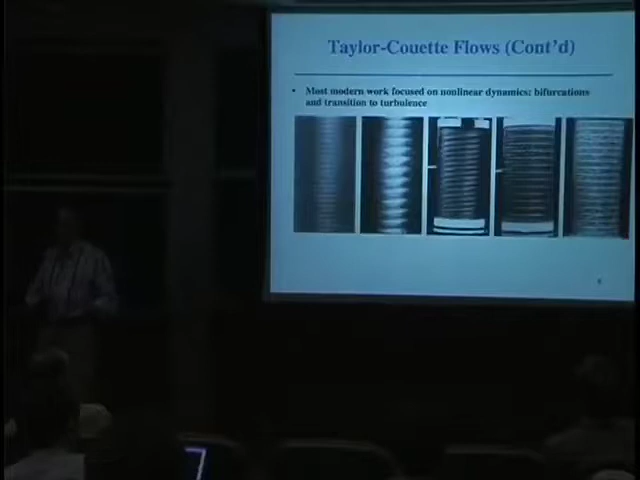 Taylor-Couette Flows (Cont'd)
• Most modern work focused on nonlinear dynamics: bifurcations
and transition to turbulence